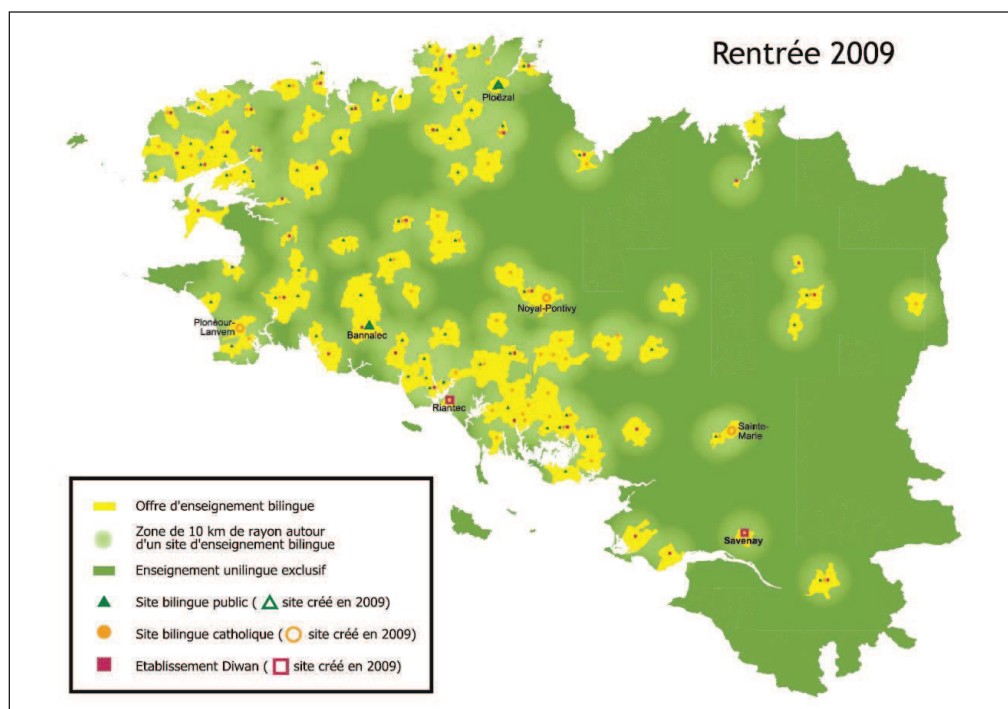 Rentrée 2009
Ploëzal
Noyal-Pontivy
Plonéour-
Lanvern
Bannalec
Riantec
Sainte-
Marie
Savenay
Offre d'enseignement bilingue
Zone de 10 km de rayon autour
d'un site d'enseignement bilingue
Enseignement unilingue exclusif
Site bilingue public ( site créé en 2009)
Site bilingue catholique ( site créé en 2009)
Etablissement Diwan ( site créé en 2009)